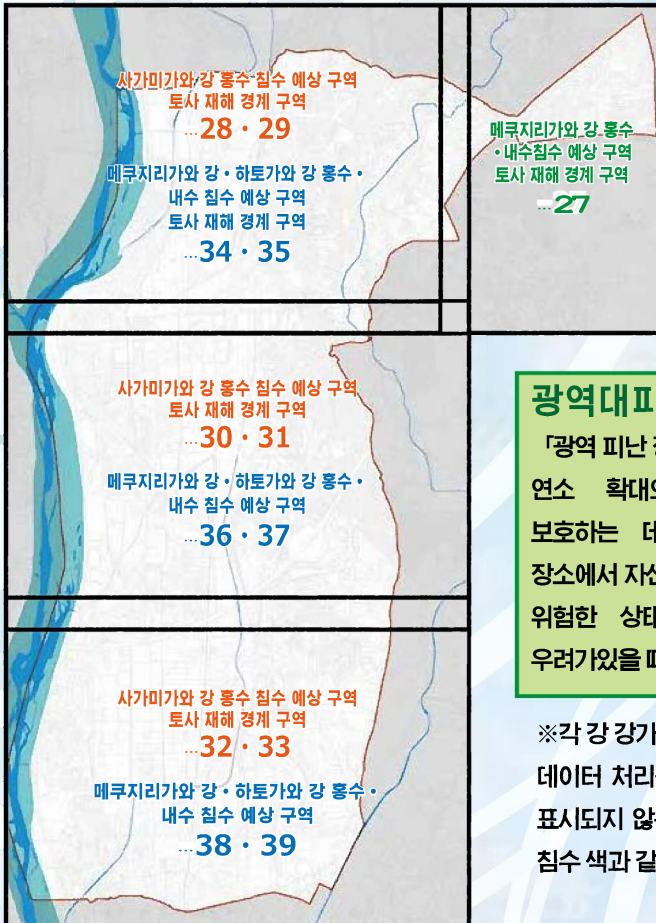 사가미가와 강 홍수 침수 예상 구역
토사 재해 경계 구역
...28・29
메쿠지리가와 강・하토가와 강 홍수・
내수 침수 예상 구역
토사 재해 경계 구역
...34・35
메쿠지리가와 강 홍수
・내수침수 예상 구역
토사 재해 경계 구역
...27
사가미가와 강 홍수 침수 예상 구역
토사 재해 경계 구역
...30・31
메쿠지리가와 강・하토가와 강 홍수・
내수 침수 예상 구역
...36・37
사가미가와 강 홍수 침수 예상 구역
토사 재해 경계 구역
...32・33
메쿠지리가와 강・하토가와 강 홍수・
내수 침수 예상 구역
...38・39
광역대피
「광역 피난
연소 확대
보호하는 데
장소에서 자신
위험한 상태
우려가있을 때
※각 강 강가
데이터 처리
표시되지 않
침수 색과 같